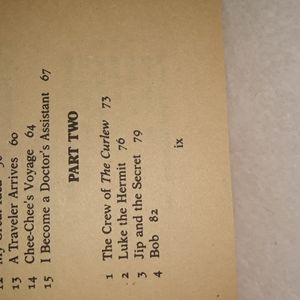 13 A Traveler Arrives 60
14 Chee-Chee's Voyage 64
15 I Become a Doctor's Assistant 67
PART TWO
1 The Crew of The Curlew 73
2 Luke the Hermit 76
3 Jip and the Secret 79
4 Bob 82
ix